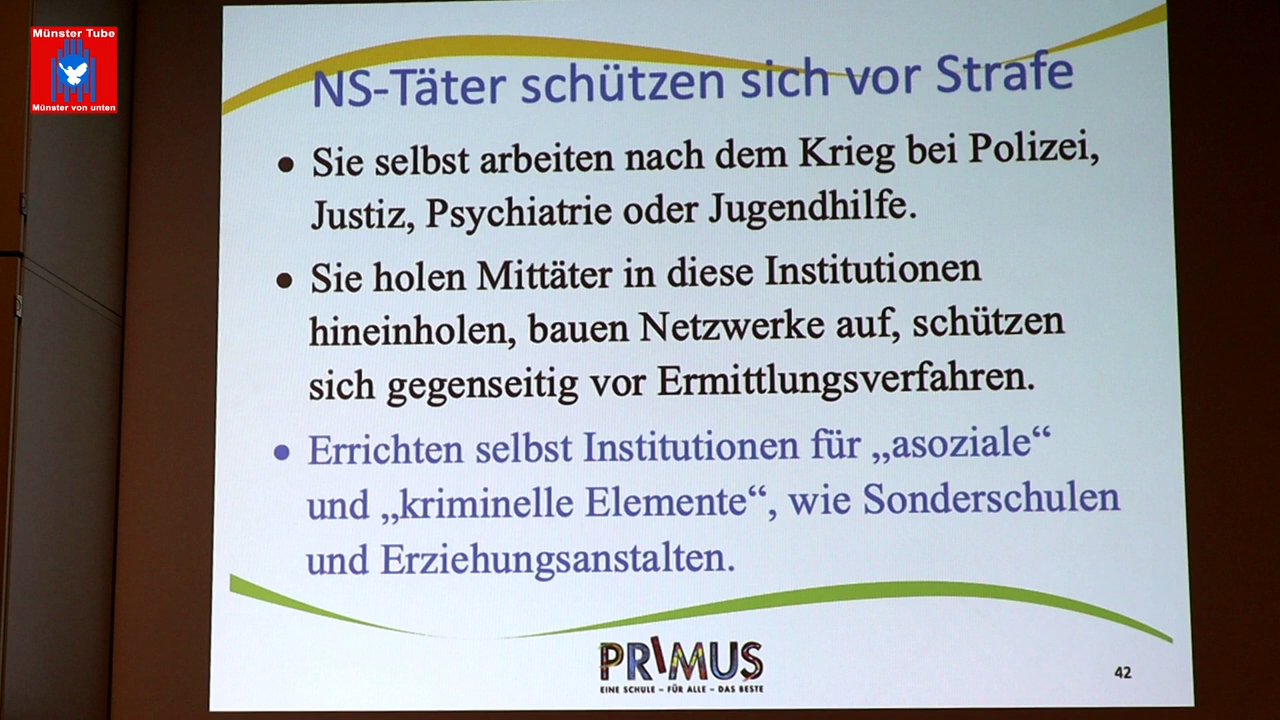 Münster Tube
Münster von unten
NS-Täter schützen sich vor Strafe
• Sie selbst arbeiten nach dem Krieg bei Polizei,
Justiz, Psychiatrie oder Jugendhilfe.
• Sie holen Mittäter in diese Institutionen
hineinholen, bauen Netzwerke auf, schützen
sich gegenseitig vor Ermittlungsverfahren.
• Errichten selbst Institutionen für „asoziale“
und „kriminelle Elemente“, wie Sonderschulen
und Erziehungsanstalten.
PRIMUS
EINE SCHULE – FÜR ALLE – DAS BESTE
42